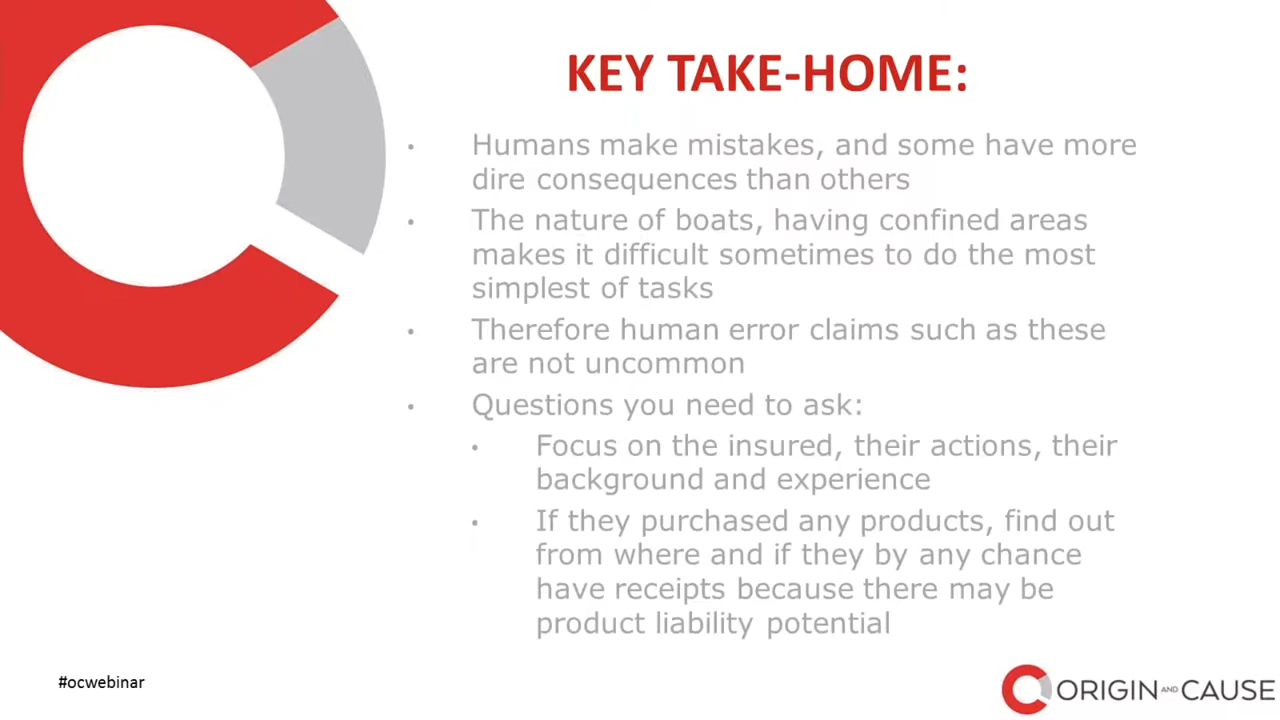 KEY TAKE-HOME:
• Humans make mistakes, and some have more
dire consequences than others
• The nature of boats, having confined areas
makes it difficult sometimes to do the most
simplest of tasks
• Therefore human error claims such as these
are not uncommon
• Questions you need to ask:
• Focus on the insured, their actions, their
background and experience
• If they purchased any products, find out
from where and if they by any chance
have receipts because there may be
product liability potential
#ocwebinar
ORIGIN AND CAUSE